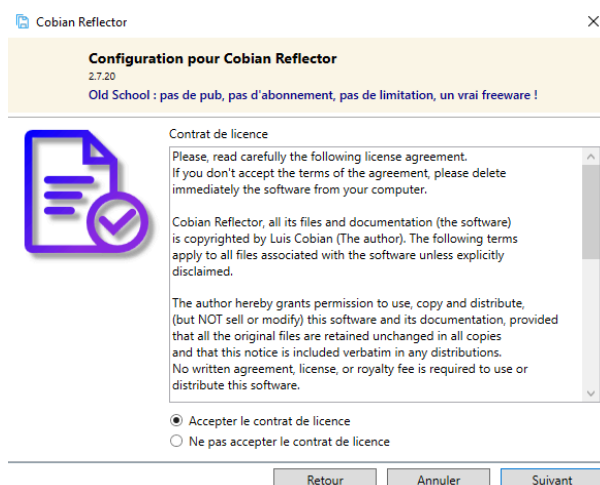 Cobian Reflector
Configuration pour Cobian Reflector
2.7.20
Old School : pas de pub, pas d'abonnement, pas de limitation, un vrai freeware !
Contrat de licence
Please, read carefully the following license agreement.
If you don't accept the terms of the agreement, please delete
immediately the software from your computer.
Cobian Reflector, all its files and documentation (the software)
is copyrighted by Luis Cobian (The author). The following terms
apply to all files associated with the software unless explicitly
disclaimed.
The author hereby grants permission to use, copy and distribute,
(but NOT sell or modify) this software and its documentation, provided
that all the original files are retained unchanged in all copies
and that this notice is included verbatim in any distributions.
No written agreement, license, or royalty fee is required to use or
distribute this software.
Accepter le contrat de licence
Ne pas accepter le contrat de licence
Retour Annuler Suivant